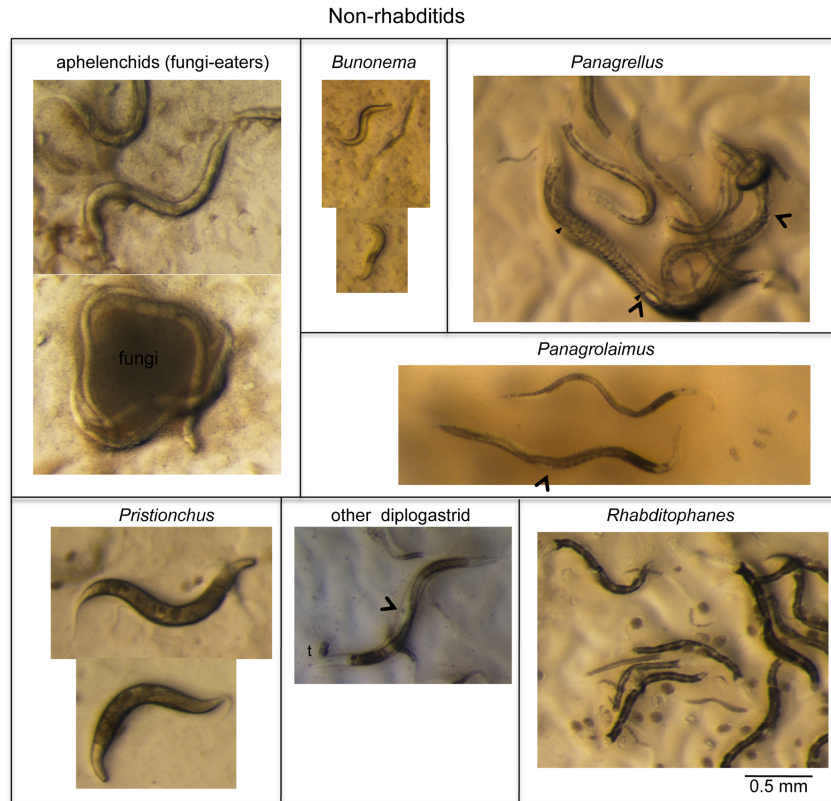 Non-rhabditids
aphelenchids (fungi-eaters)
Bunonema
Panagrellus
fungi
Panagrolaimus
Pristionchus
other diplogastrid
Rhabditophanes
t
0.5 mm